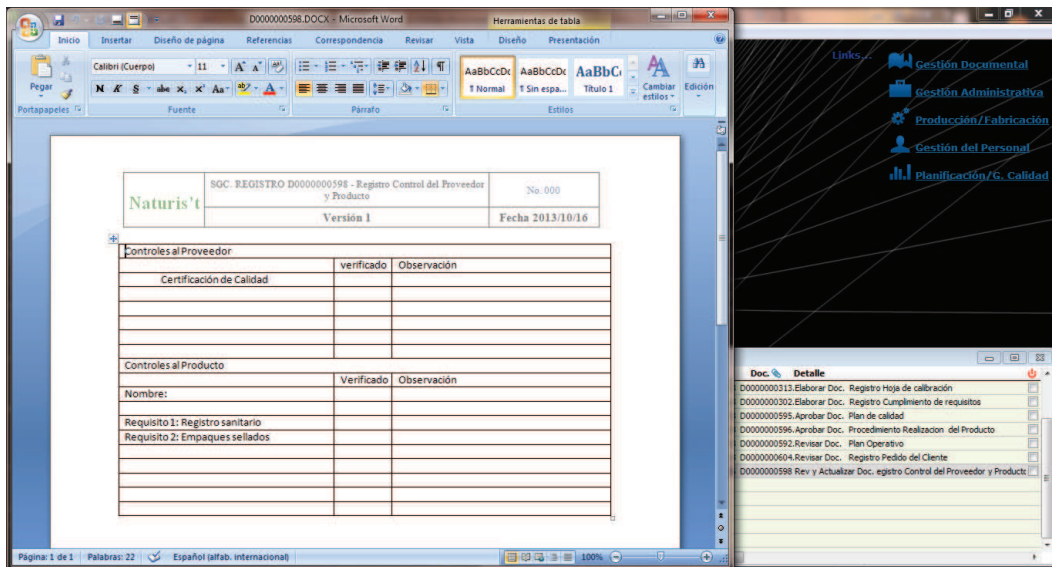 D0000000598.DOCX - Microsoft Word
Herramientas de tabla
Inicio Insertar Diseño de página Referencias Correspondencia Revisar Vista Diseño Presentación
Pegar
Calibri (Cuerpo) 11
N K S abe x₂ x² Aa
AaBbCcDc AaBbCcDc AaBbC
¶ Normal ¶ Sin espa... Título 1
Cambiar estilos
Edición
Portapapeles Fuente Párrafo Estilos
Naturis't
SGC. REGISTRO D0000000598 - Registro Control del Proveedor
y Producto
No. 000
Versión 1
Fecha 2013/10/16
Controles al Proveedor
verificado Observación
Certificación de Calidad
Controles al Producto
Verificado Observación
Nombre:
Requisito 1: Registro sanitario
Requisito 2: Empaques sellados
Página: 1 de 1 Palabras: 22 Español (alfab. internacional) 100%
Links...
Gestión Documental
Gestión Administrativa
Producción/Fabricación
Gestión del Personal
Planificación/G. Calidad
Doc. Detalle
D0000000313.Elaborar Doc. Registro Hoja de calibración
D0000000302.Elaborar Doc. Registro Cumplimiento de requisitos
D0000000595.Aprobar Doc. Plan de calidad
D0000000596.Aprobar Doc. Procedimiento Realizacion del Producto
D0000000592.Revisar Doc. Plan Operativo
D0000000604.Revisar Doc. Registro Pedido del Cliente
D0000000598 Rev y Actualizar Doc. egistro Control del Proveedor y Producto